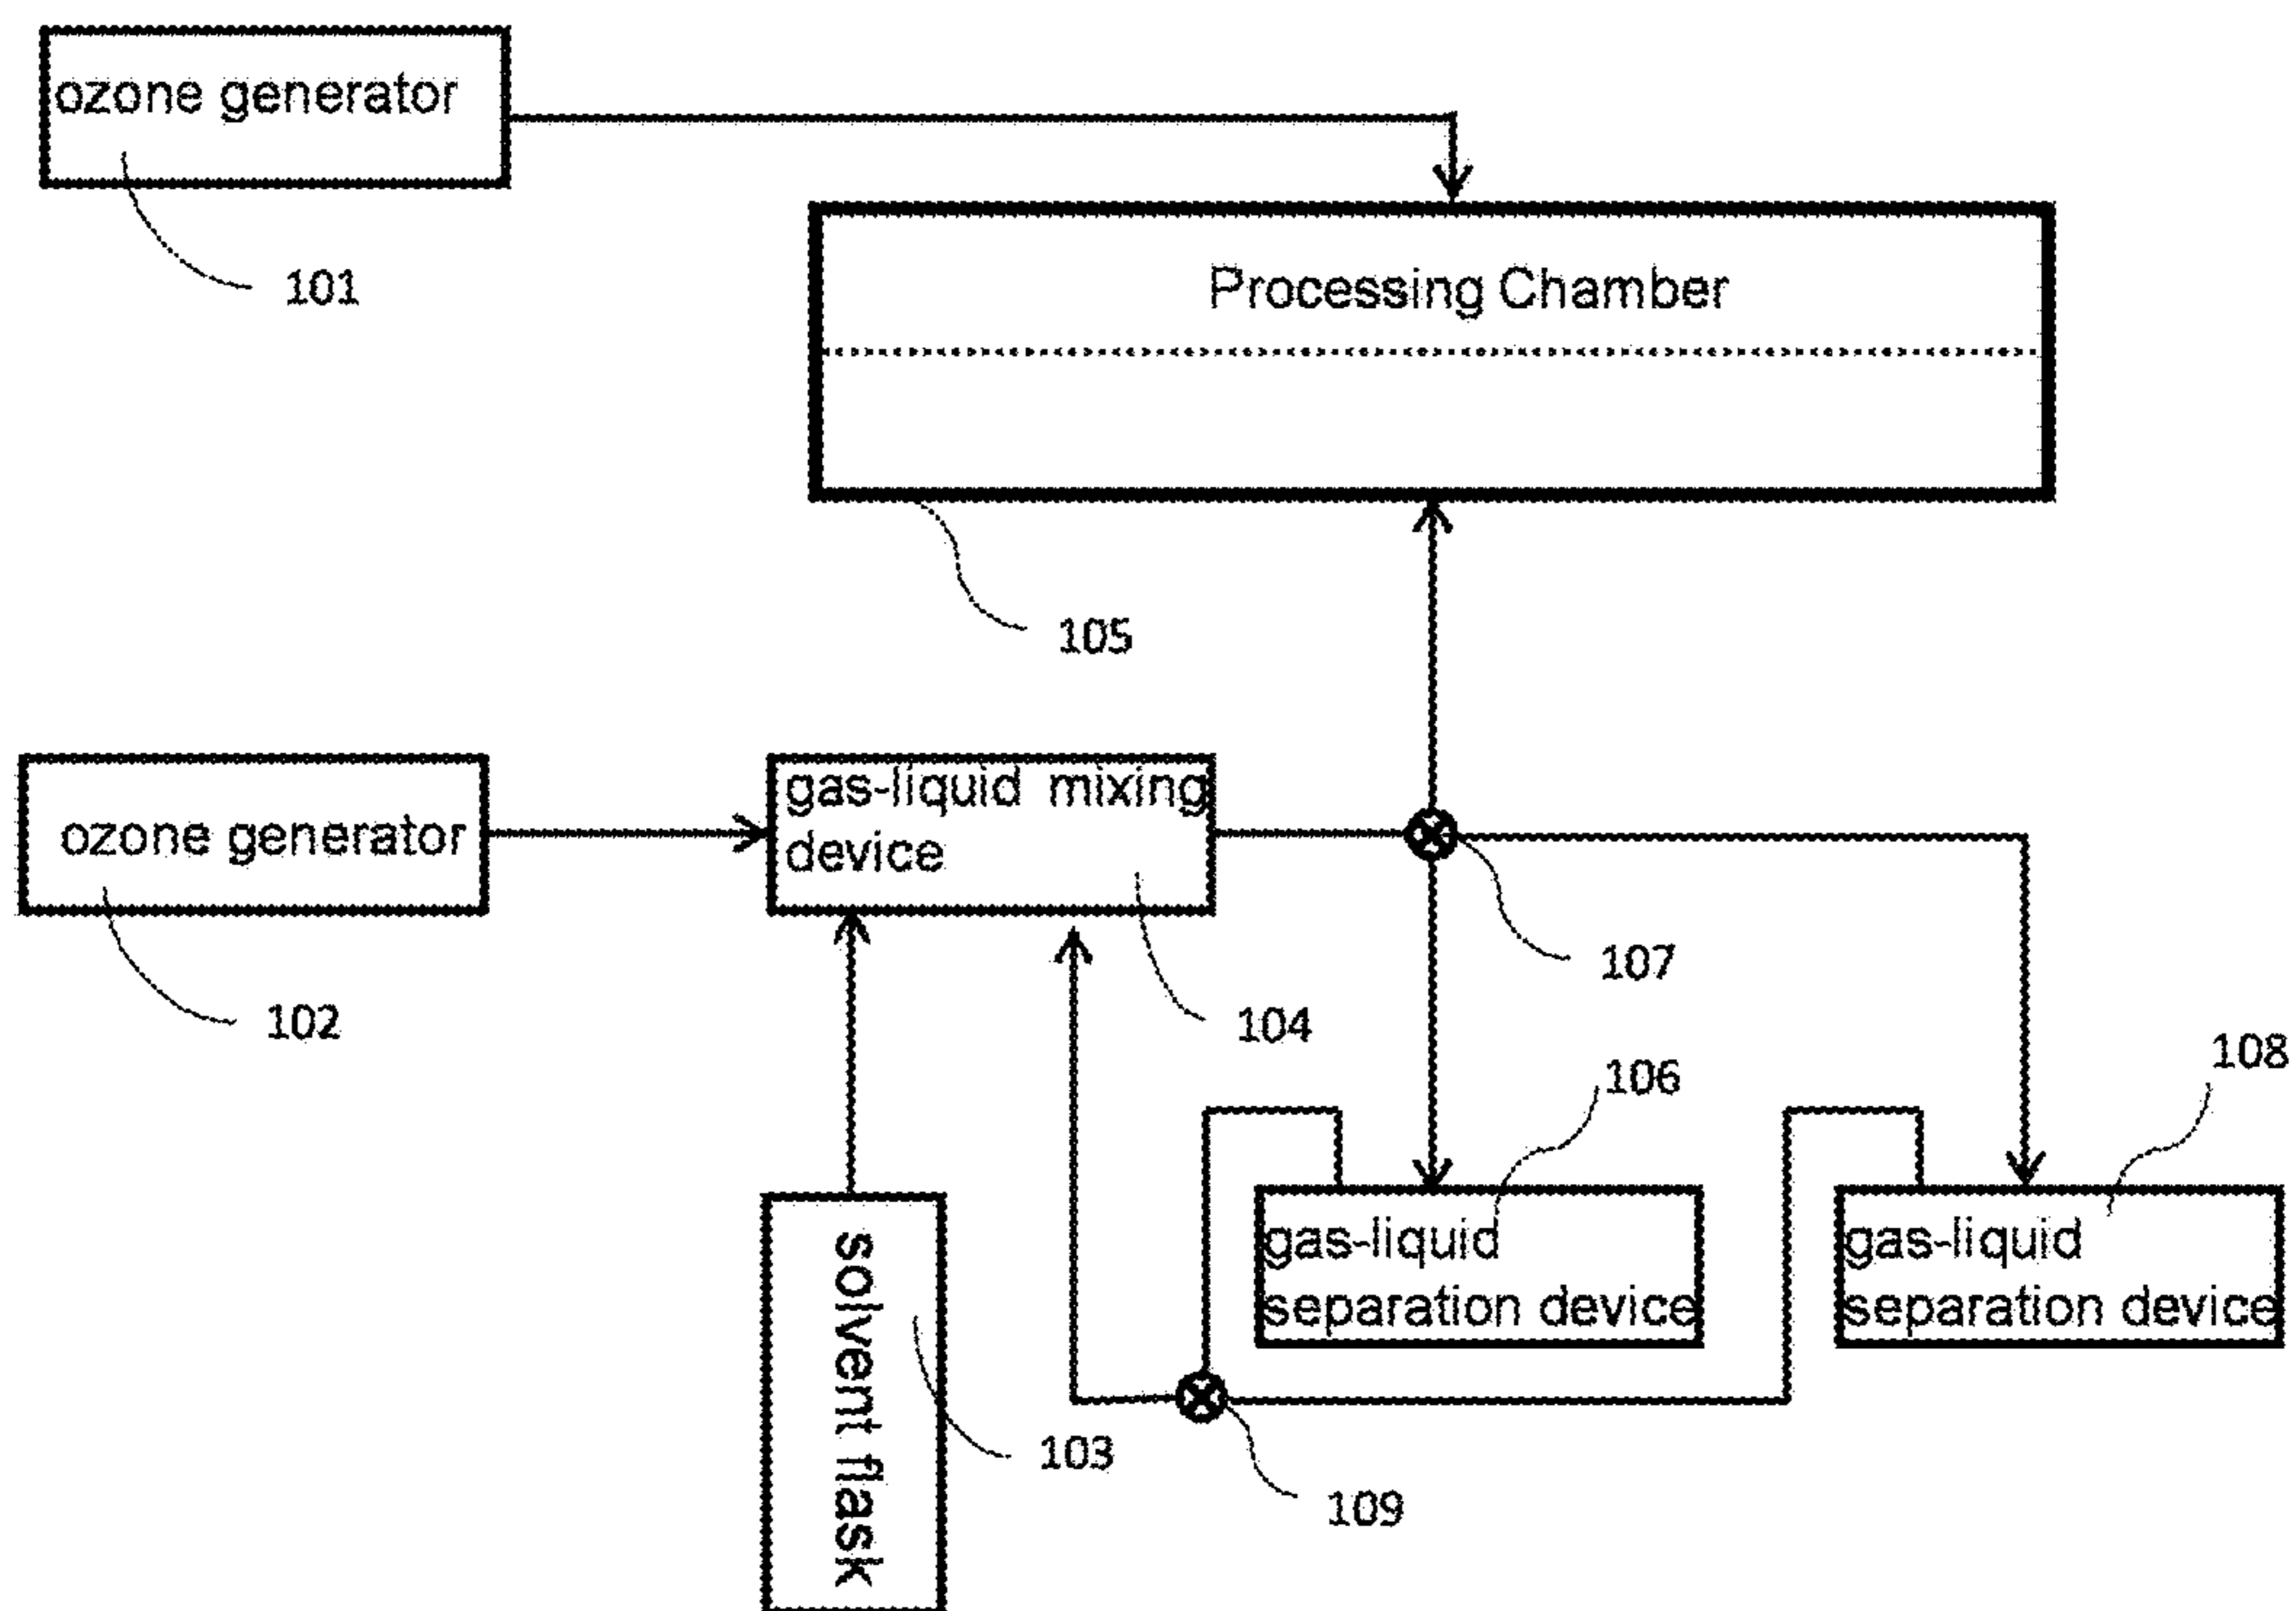 ozone generator
101
Processing Chamber
105
ozone generator
102
gas-liquid mixing
device
104
107
106
108
gas-liquid
separation device
gas-liquid
separation device
solvent flask
103
109